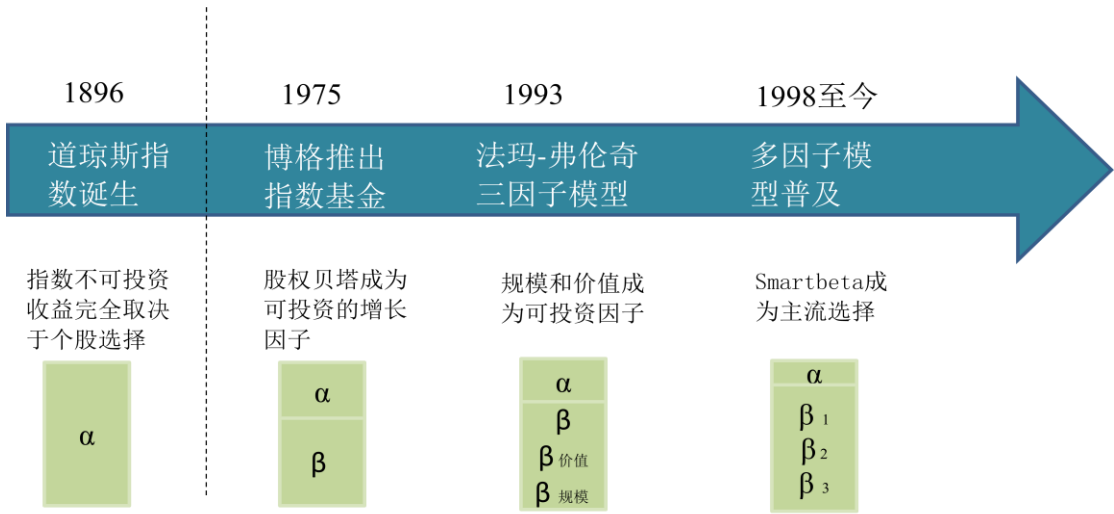 1896
1975
1993
1998至今
道琼斯指
数诞生
博格推出
指数基金
法玛-弗伦奇
三因子模型
多因子模
型普及
指数不可投资
收益完全取决
于个股选择
股权贝塔成为
可投资的增长
因子
规模和价值成
为可投资因子
Smartbeta成
为主流选择
α
α
β
α
β
β 价值
β 规模
α
β 1
β 2
β 3